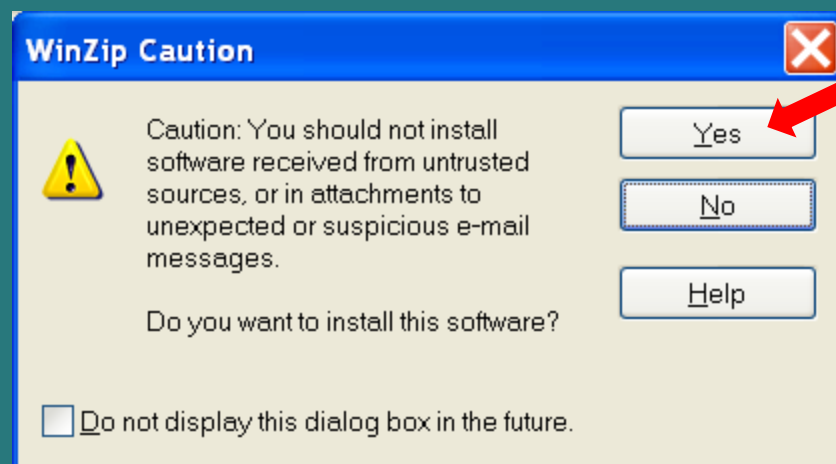 WinZip Caution
Caution: You should not install
software received from untrusted
sources, or in attachments to
unexpected or suspicious e-mail
messages.
Do you want to install this software?
Yes
No
Help
Do not display this dialog box in the future.